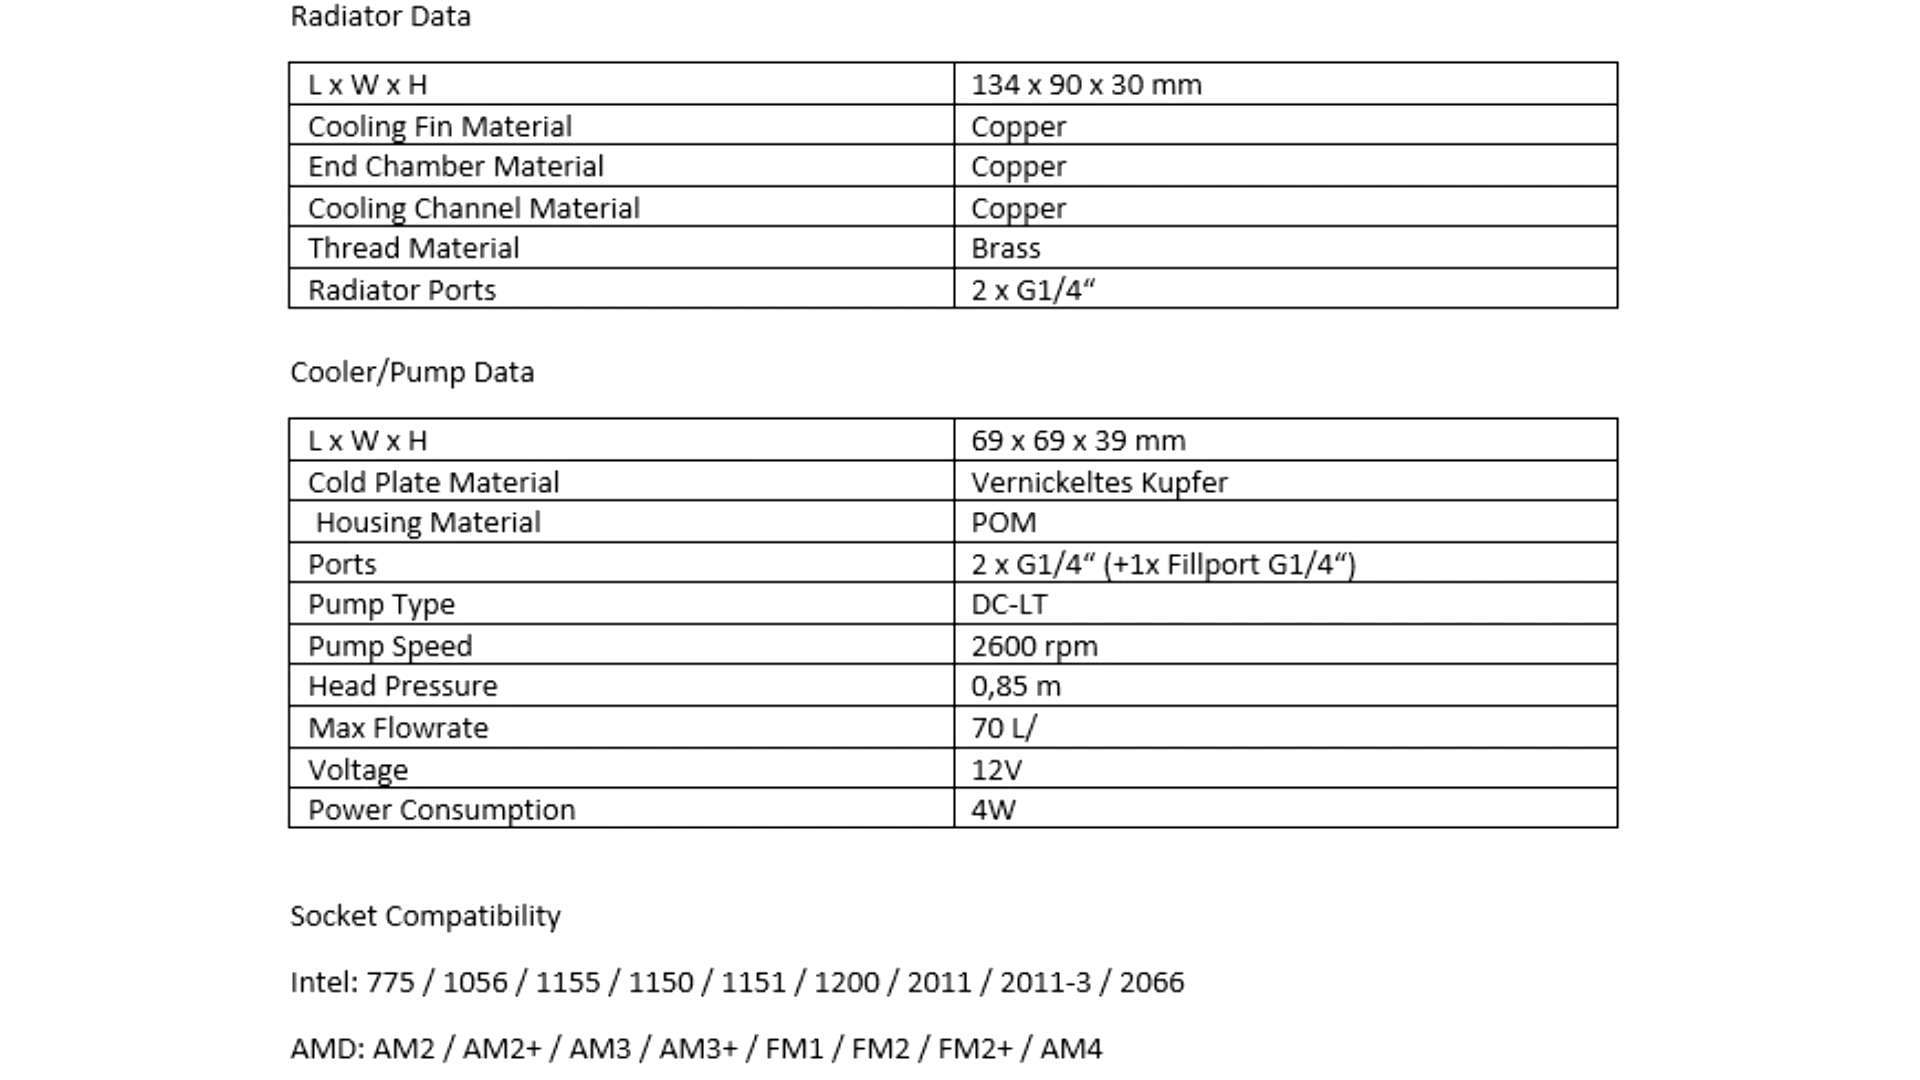 Radiator Data
L x W x H 134 x 90 x 30 mm
Cooling Fin Material Copper
End Chamber Material Copper
Cooling Channel Material Copper
Thread Material Brass
Radiator Ports 2 x G1/4“
Cooler/Pump Data
L x W x H 69 x 69 x 39 mm
Cold Plate Material Vernickeltes Kupfer
Housing Material POM
Ports 2 x G1/4“ (+1x Fillport G1/4“)
Pump Type DC-LT
Pump Speed 2600 rpm
Head Pressure 0,85 m
Max Flowrate 70 L/
Voltage 12V
Power Consumption 4W
Socket Compatibility
Intel: 775 / 1056 / 1155 / 1150 / 1151 / 1200 / 2011 / 2011-3 / 2066
AMD: AM2 / AM2+ / AM3 / AM3+ / FM1 / FM2 / FM2+ / AM4